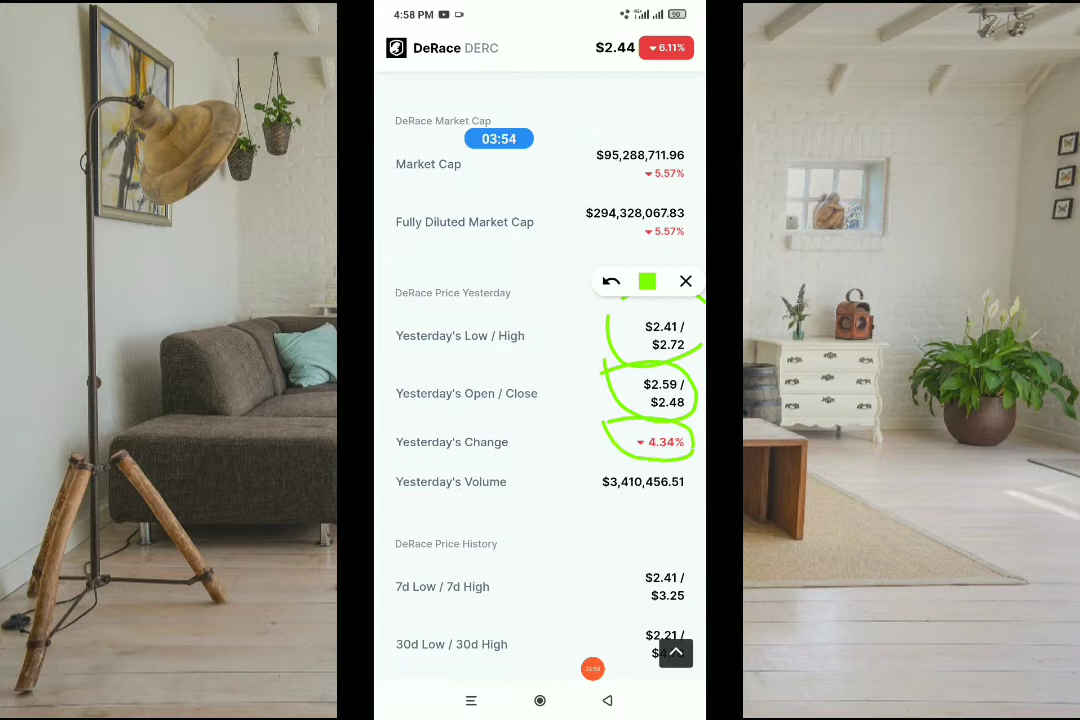 4:58 PM
4G+
90
DeRace DERC $2.44 6.11%
DeRace Market Cap
03:54
Market Cap $95,288,711.96
5.57%
Fully Diluted Market Cap $294,328,067.83
5.57%
DeRace Price Yesterday
Yesterday's Low / High $2.41 /
$2.72
Yesterday's Open / Close $2.59 /
$2.48
Yesterday's Change 4.34%
Yesterday's Volume $3,410,456.51
DeRace Price History
7d Low / 7d High $2.41 /
$3.25
30d Low / 30d High $2.21 /